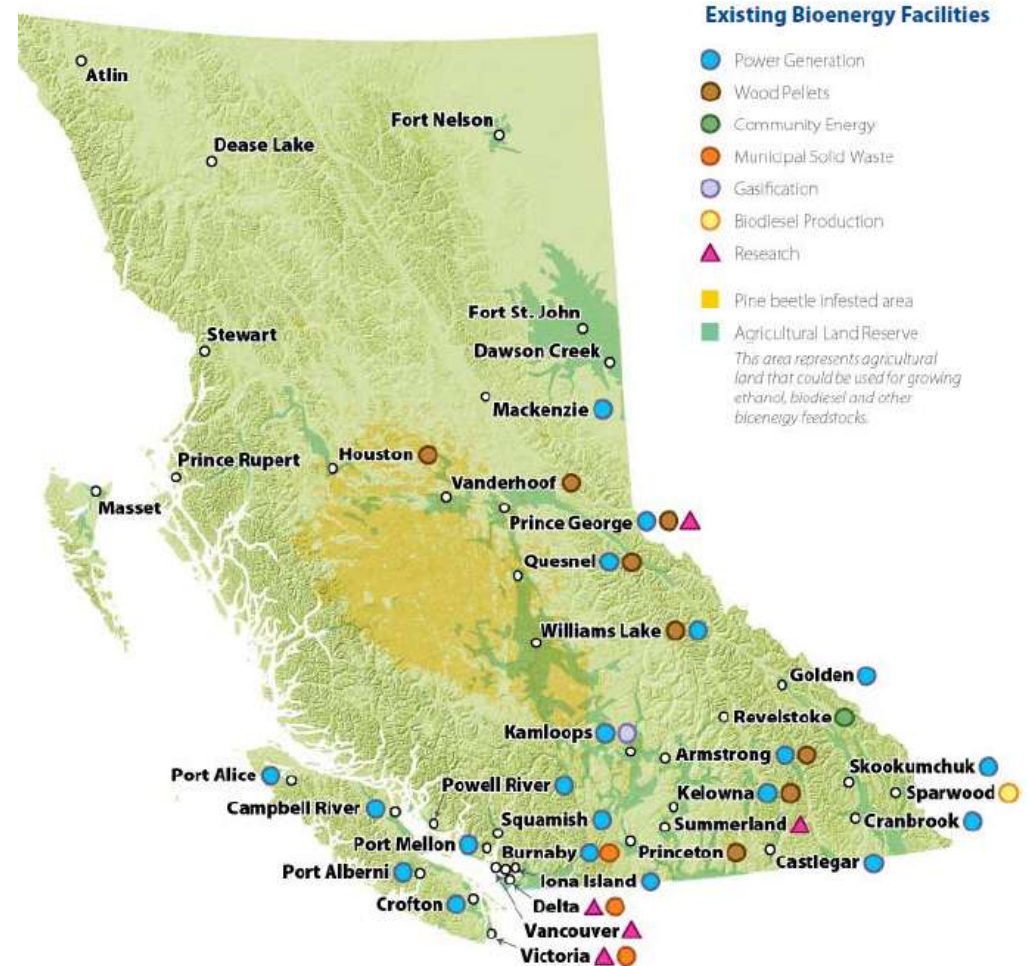 Existing Bioenergy Facilities
Power Generation
Wood Pellets
Community Energy
Municipal Solid Waste
Gasification
Biodiesel Production
Research
Pine beetle infested area
Agricultural Land Reserve
This area represents agricultural
land that could be used for growing
ethanol, biodiesel and other
bioenergy feedstocks.
Atlin
Fort Nelson
Dease Lake
Fort St. John
Stewart
Dawson Creek
Mackenzie
Houston
Prince Rupert
Vanderhoof
Masset
Prince George
Quesnel
Williams Lake
Golden
Revelstoke
Kamloops
Armstrong
Skookumchuk
Port Alice
Powell River
Kelowna
Sparwood
Campbell River
Squamish
Summerland
Cranbrook
Port Mellon
Burnaby
Princeton
Castlegar
Port Alberni
Iona Island
Crofton
Delta
Vancouver
Victoria